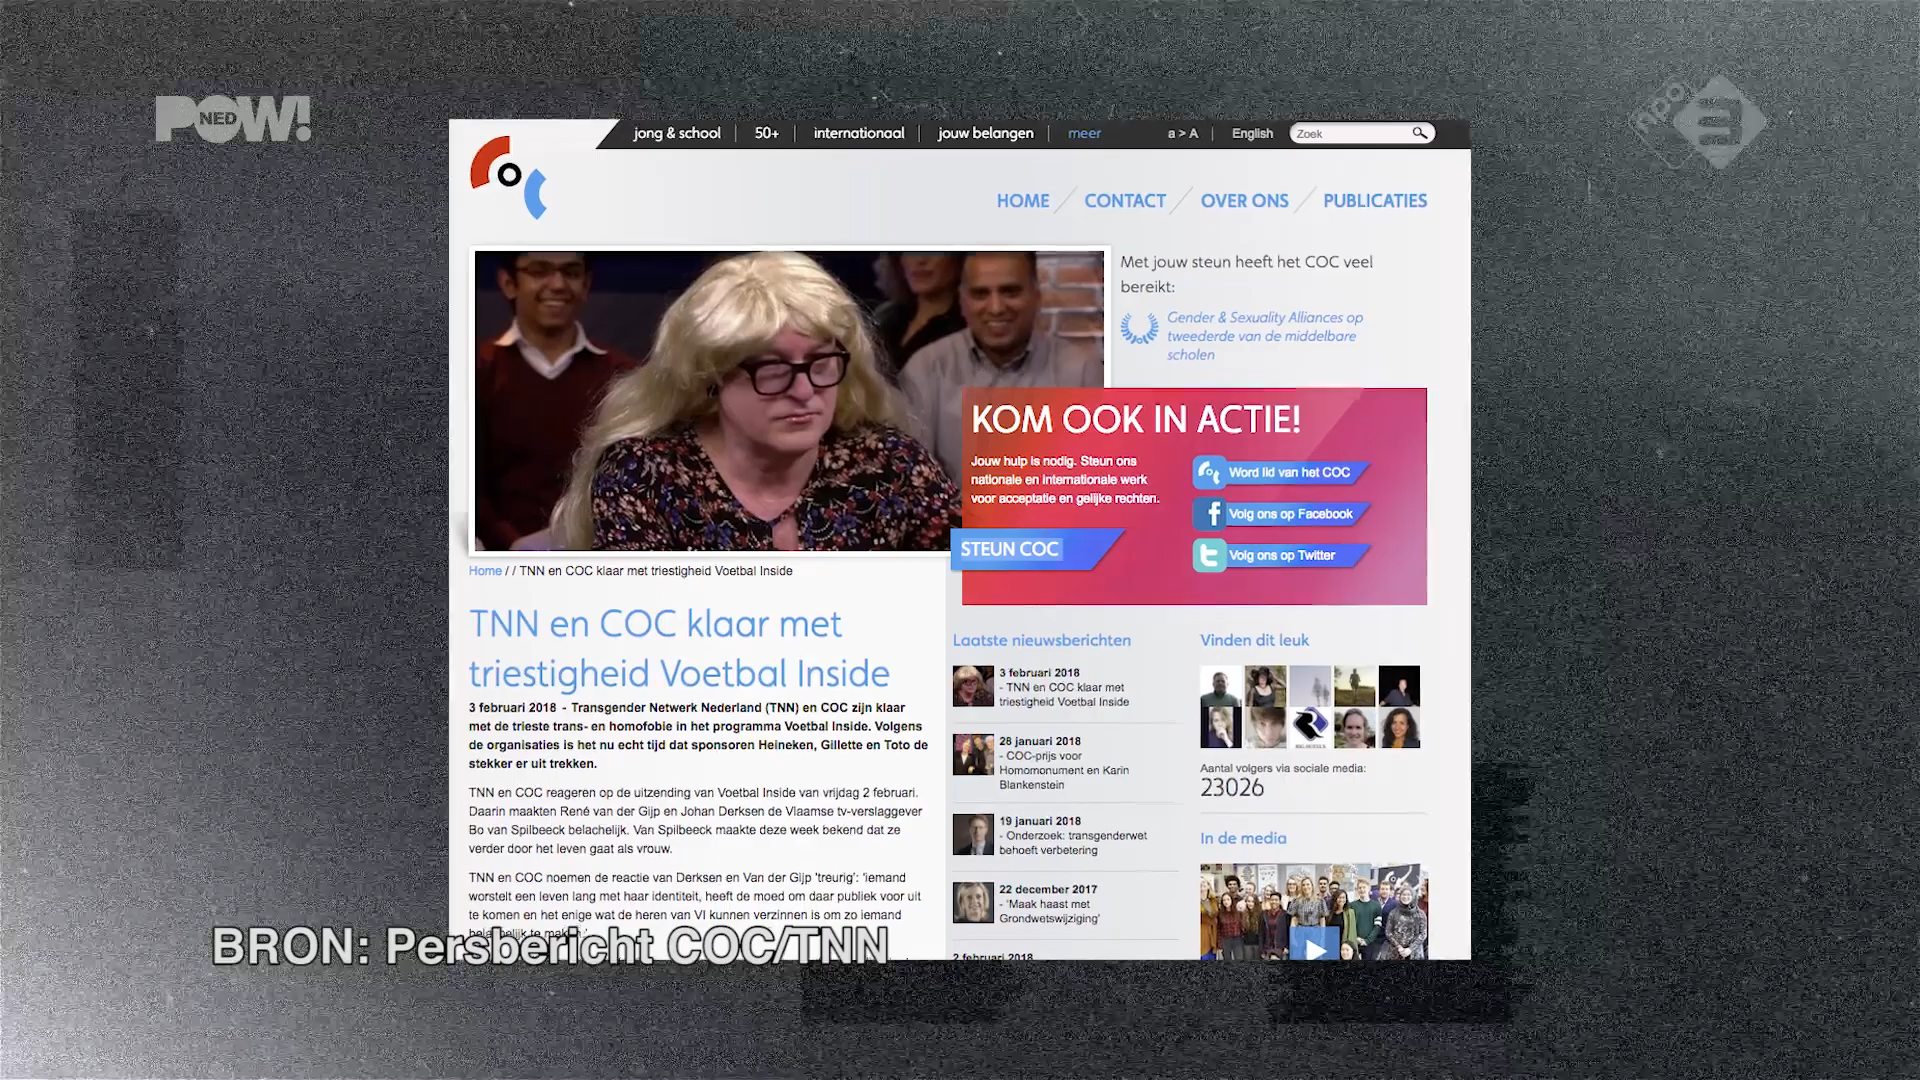 POW!
NED
npo 3
jong & school
50+
internationaal
jouw belangen
meer
a > A
English
Zoek
coc
HOME
CONTACT
OVER ONS
PUBLICATIES
Met jouw steun heeft het COC veel
bereikt:
Gender & Sexuality Alliances op
tweederde van de middelbare
scholen
KOM OOK IN ACTIE!
Jouw hulp is nodig. Steun ons
nationale en internationale werk
voor acceptatie en gelijke rechten.
STEUN COC
Word lid van het COC
Volg ons op Facebook
Volg ons op Twitter
Home / / TNN en COC klaar met triestigheid Voetbal Inside
TNN en COC klaar met
triestigheid Voetbal Inside
3 februari 2018 - Transgender Netwerk Nederland (TNN) en COC zijn klaar
met de trieste trans- en homofobie in het programma Voetbal Inside. Volgens
de organisaties is het nu echt tijd dat sponsoren Heineken, Gillette en Toto de
stekker er uit trekken.
TNN en COC reageren op de uitzending van Voetbal Inside van vrijdag 2 februari.
Daarin maakten René van der Gijp en Johan Derksen de Vlaamse tv-verslaggever
Bo van Spilbeeck belachelijk. Van Spilbeeck maakte deze week bekend dat ze
verder door het leven gaat als vrouw.
TNN en COC noemen de reactie van Derksen en Van der Gijp 'treurig': 'iemand
worstelt een leven lang met haar identiteit, heeft de moed om daar publiek voor uit
te komen en het enige wat de heren van VI kunnen verzinnen is om zo iemand
belachelijk te maken.'
Laatste nieuwsberichten
3 februari 2018
- TNN en COC klaar met
triestigheid Voetbal Inside
28 januari 2018
- COC-prijs voor
Homomonument en Karin
Blankenstein
19 januari 2018
- Onderzoek: transgenderwet
behoeft verbetering
22 december 2017
- 'Maak haast met
Grondwetswijziging'
2 februari 2018
Vinden dit leuk
Aantal volgers via sociale media:
23026
In de media
BRON: Persbericht COC/TNN